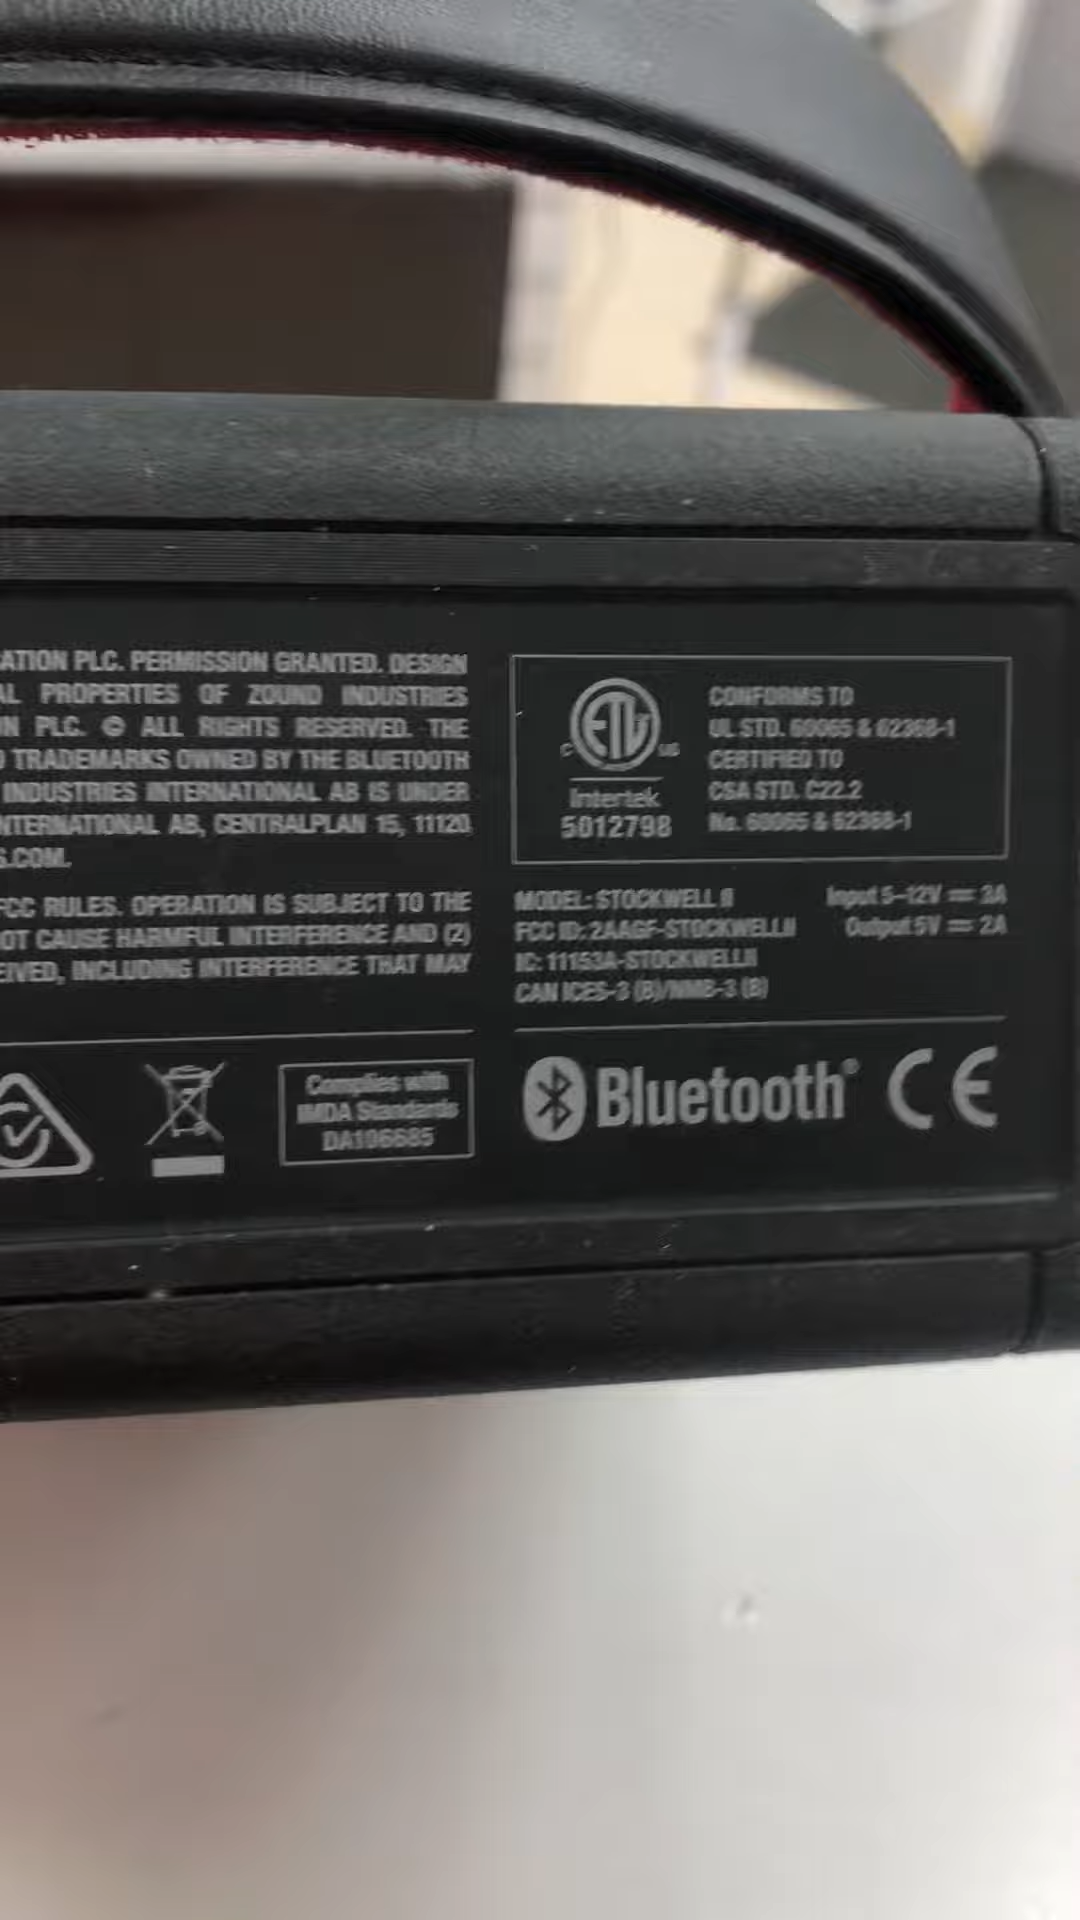 ATION PLC. PERMISSION GRANTED. DESIGN
AL PROPERTIES OF ZOUND INDUSTRIES
N PLC. © ALL RIGHTS RESERVED. THE
D TRADEMARKS OWNED BY THE BLUETOOTH
INDUSTRIES INTERNATIONAL AB IS UNDER
NTERNATIONAL AB, CENTRALPLAN 15, 11120,
S.COM.
FCC RULES. OPERATION IS SUBJECT TO THE
OT CAUSE HARMFUL INTERFERENCE AND (2)
EIVED, INCLUDING INTERFERENCE THAT MAY
Complies with
IMDA Standards
DA106685
C ETL US
Intertek
5012798
CONFORMS TO
UL STD. 60065 & 62368-1
CERTIFIED TO
CSA STD. C22.2
No. 60065 & 62368-1
MODEL: STOCKWELL II
FCC ID: 2AAGF-STOCKWELLII
IC: 11153A-STOCKWELLII
CAN ICES-3 (B)/NMB-3 (B)
Input 5–12V ⎓ 3A
Output 5V ⎓ 2A
Bluetooth® CE